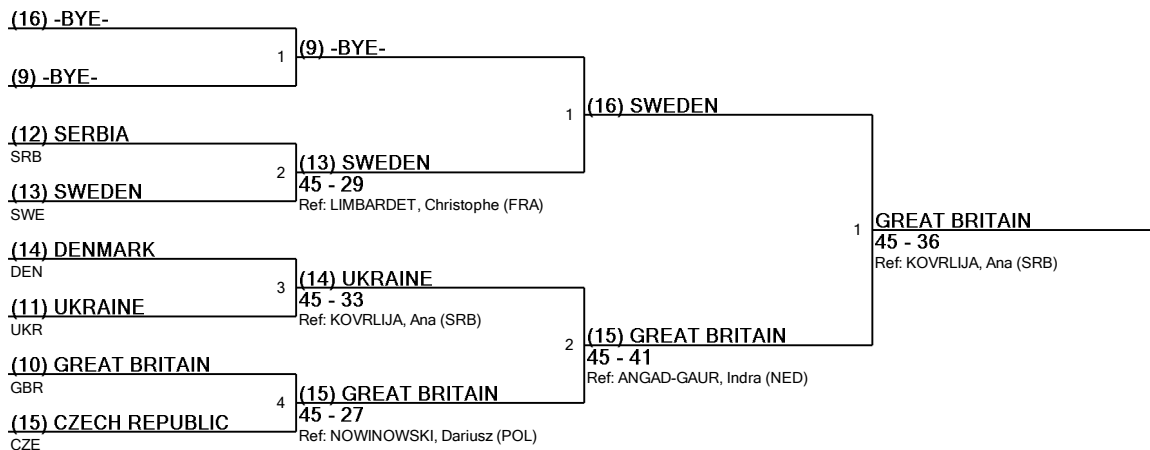 (16) -BYE-
1
(9) -BYE-
(9) -BYE-
1
(16) SWEDEN
(12) SERBIA
SRB
2
(13) SWEDEN
45 - 29
Ref: LIMBARDET, Christophe (FRA)
(13) SWEDEN
SWE
1
GREAT BRITAIN
45 - 36
Ref: KOVRLIJA, Ana (SRB)
(14) DENMARK
DEN
3
(14) UKRAINE
45 - 33
Ref: KOVRLIJA, Ana (SRB)
(11) UKRAINE
UKR
2
(15) GREAT BRITAIN
45 - 41
Ref: ANGAD-GAUR, Indra (NED)
(10) GREAT BRITAIN
GBR
4
(15) GREAT BRITAIN
45 - 27
Ref: NOWINOWSKI, Dariusz (POL)
(15) CZECH REPUBLIC
CZE